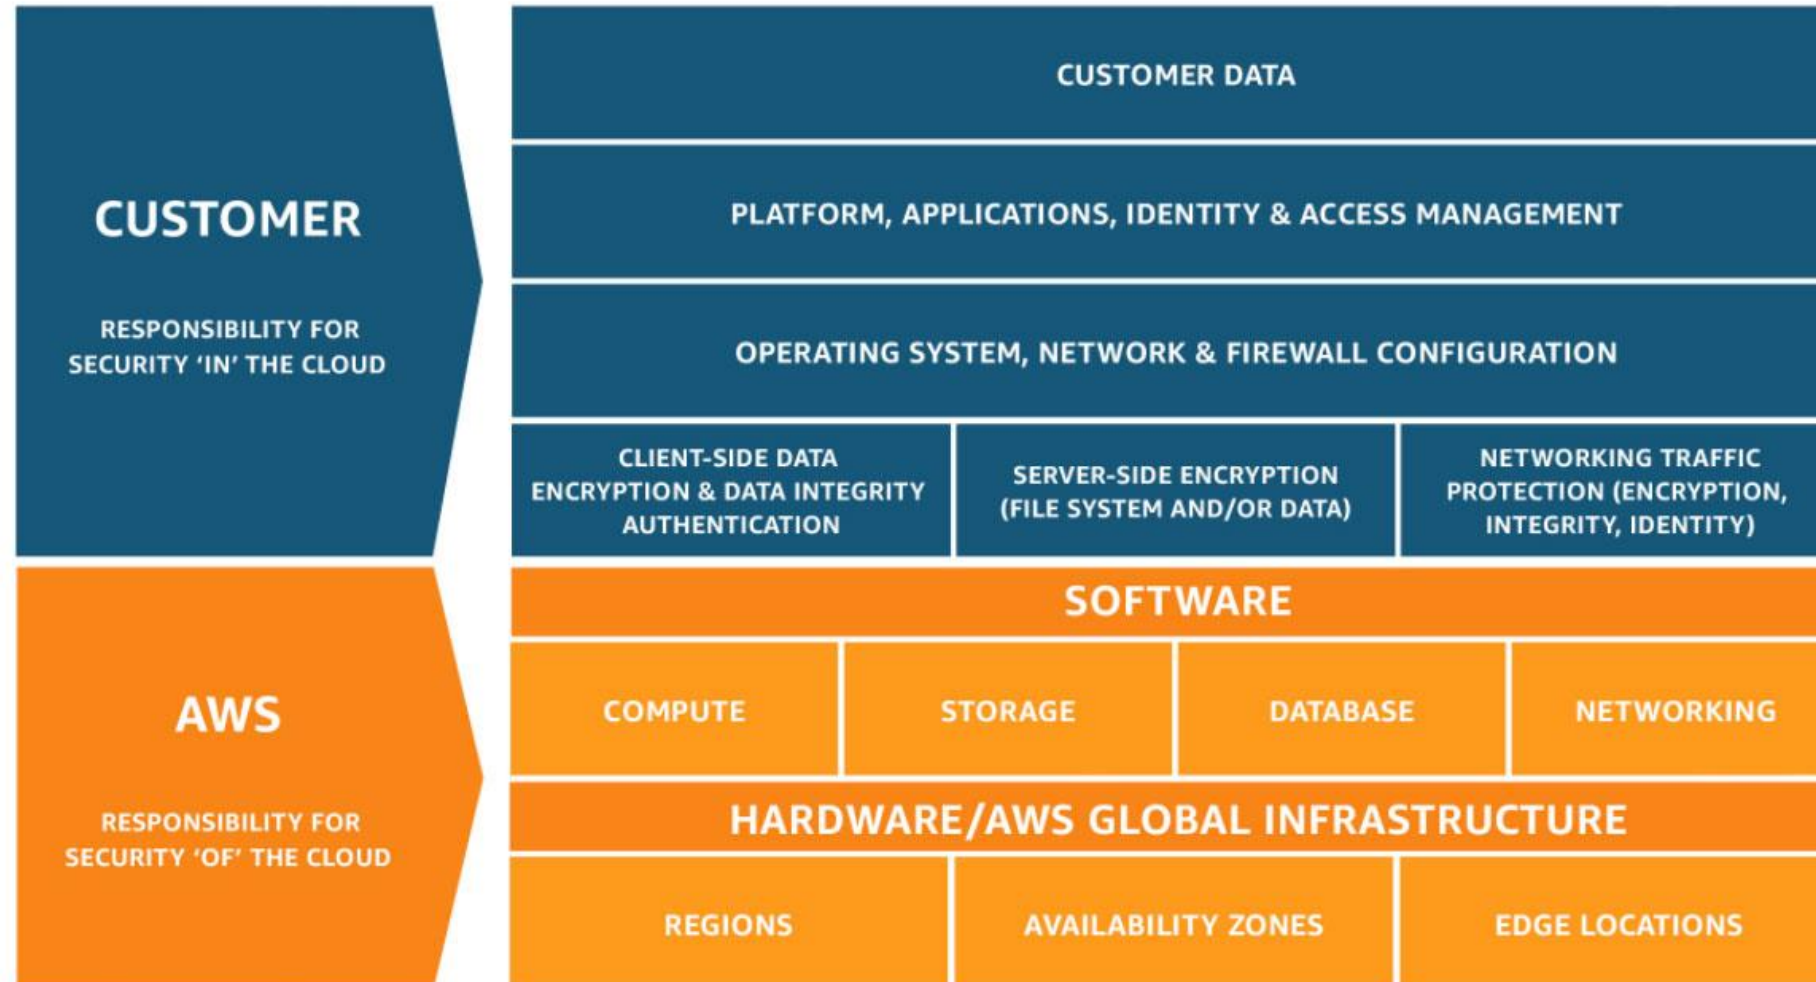 CUSTOMER
RESPONSIBILITY FOR
SECURITY ‘IN’ THE CLOUD
CUSTOMER DATA
PLATFORM, APPLICATIONS, IDENTITY & ACCESS MANAGEMENT
OPERATING SYSTEM, NETWORK & FIREWALL CONFIGURATION
CLIENT-SIDE DATA
ENCRYPTION & DATA INTEGRITY
AUTHENTICATION
SERVER-SIDE ENCRYPTION
(FILE SYSTEM AND/OR DATA)
NETWORKING TRAFFIC
PROTECTION (ENCRYPTION,
INTEGRITY, IDENTITY)
AWS
RESPONSIBILITY FOR
SECURITY ‘OF’ THE CLOUD
SOFTWARE
COMPUTE
STORAGE
DATABASE
NETWORKING
HARDWARE/AWS GLOBAL INFRASTRUCTURE
REGIONS
AVAILABILITY ZONES
EDGE LOCATIONS